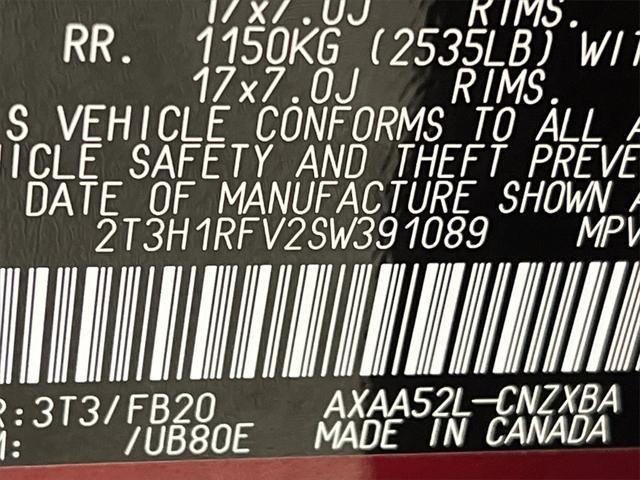 17x7.0J RIMS.
RR. 1150KG (2535LB) WIT
17x7.0J RIMS.
S VEHICLE CONFORMS TO ALL A
HICLE SAFETY AND THEFT PREVE
DATE OF MANUFACTURE SHOWN A
2T3H1RFV2SW391089 MPV
R:3T3/FB20 AXAA52L-CNZXBA
M: /UB80E MADE IN CANADA